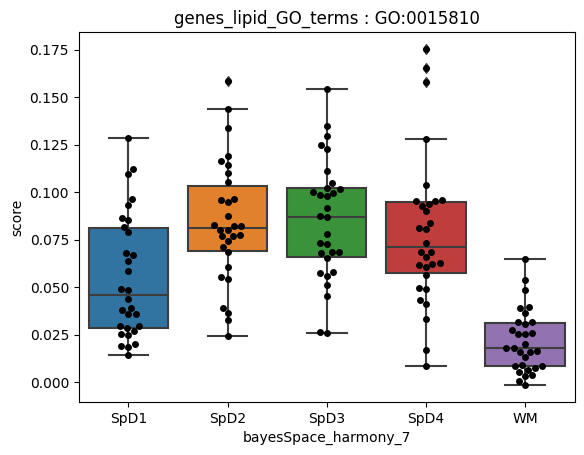 genes_lipid_GO_terms : GO:0015810
0.175
0.150
0.125
0.100
0.075
0.050
0.025
0.000
score
SpD1 SpD2 SpD3 SpD4 WM
bayesSpace_harmony_7